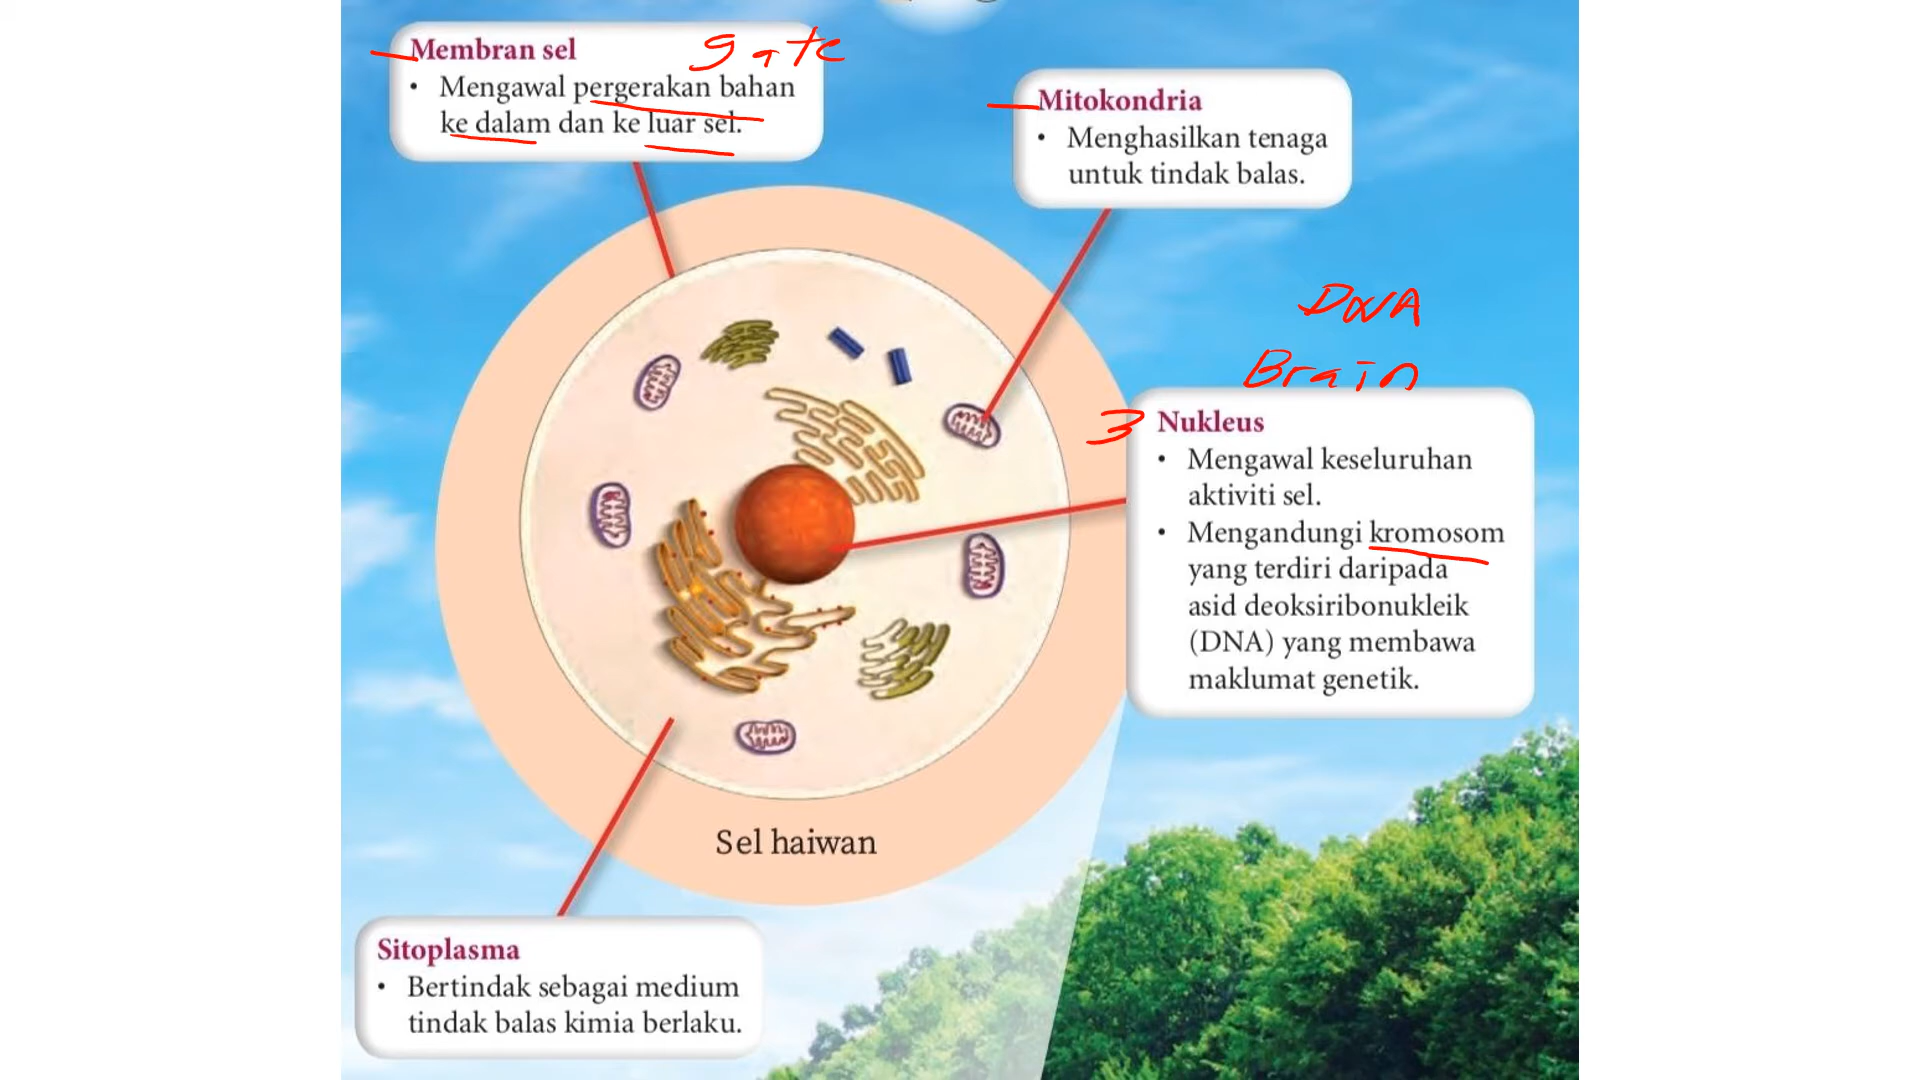 Membran sel
gate
• Mengawal pergerakan bahan
ke dalam dan ke luar sel.
Mitokondria
• Menghasilkan tenaga
untuk tindak balas.
DNA
Brain
3
Nukleus
• Mengawal keseluruhan
aktiviti sel.
• Mengandungi kromosom
yang terdiri daripada
asid deoksiribonukleik
(DNA) yang membawa
maklumat genetik.
Sel haiwan
Sitoplasma
• Bertindak sebagai medium
tindak balas kimia berlaku.